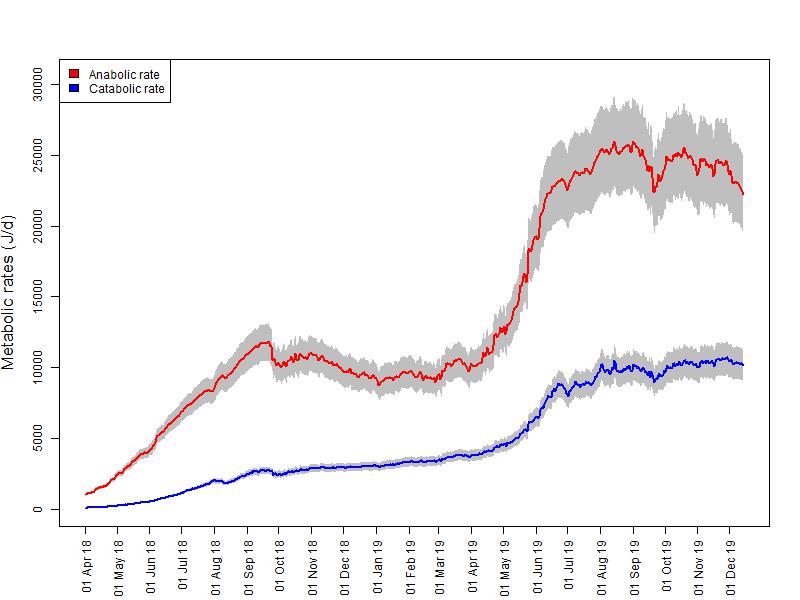 Anabolic rate
Catabolic rate
Metabolic rates (J/d)
30000
25000
20000
15000
10000
5000
0
01 Apr 18
01 May 18
01 Jun 18
01 Jul 18
01 Aug 18
01 Sep 18
01 Oct 18
01 Nov 18
01 Dec 18
01 Jan 19
01 Feb 19
01 Mar 19
01 Apr 19
01 May 19
01 Jun 19
01 Jul 19
01 Aug 19
01 Sep 19
01 Oct 19
01 Nov 19
01 Dec 19